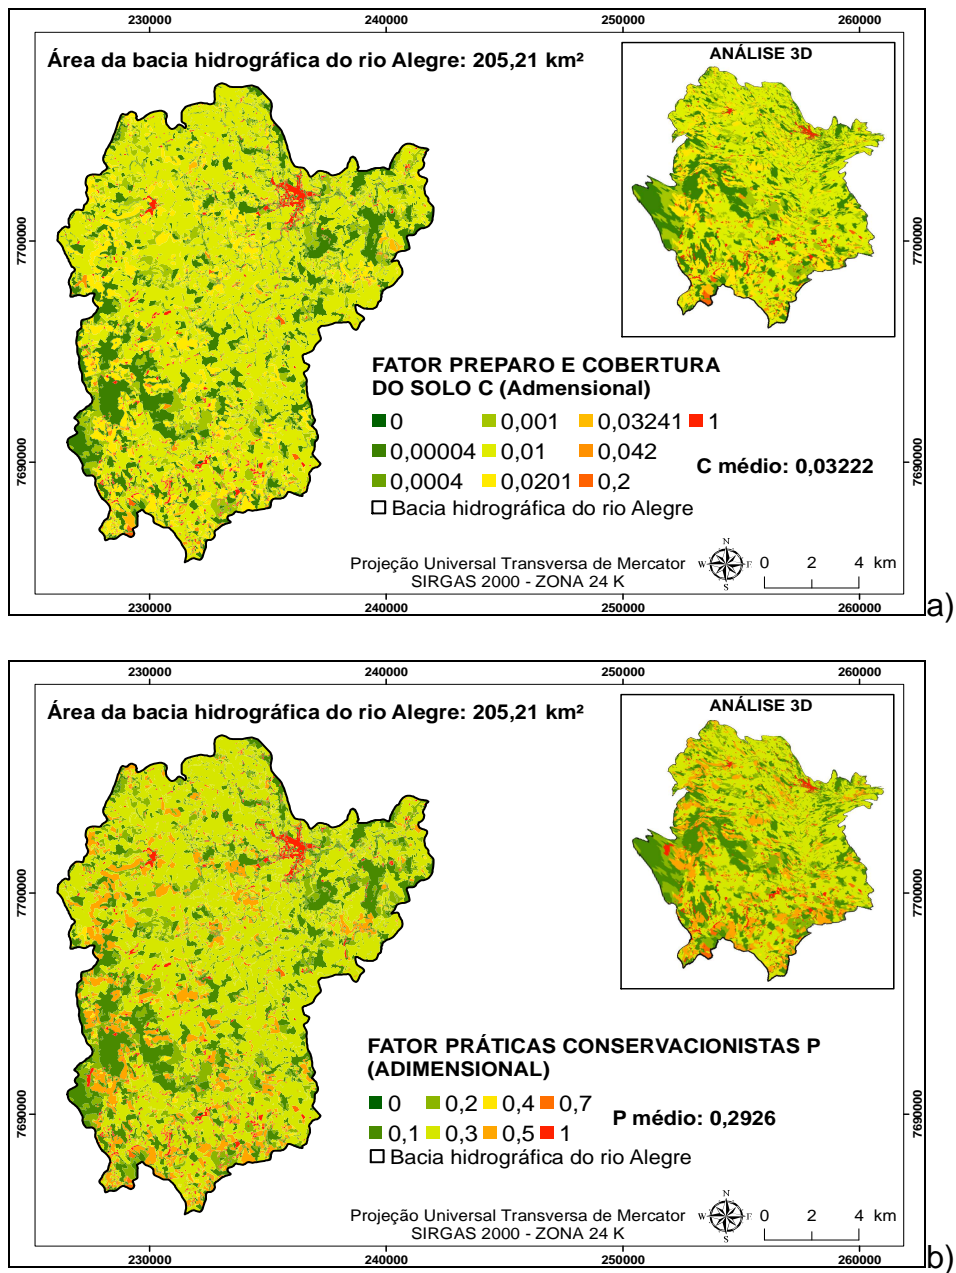 230000 240000 250000 260000
Área da bacia hidrográfica do rio Alegre: 205,21 km²
ANÁLISE 3D
7700000 7700000
FATOR PREPARO E COBERTURA
DO SOLO C (Admensional)
0 0,001 0,03241 1
0,00004 0,01 0,042
C médio: 0,03222
0,0004 0,0201 0,2
7690000 7690000
Bacia hidrográfica do rio Alegre
Projeção Universal Transversa de Mercator
SIRGAS 2000 - ZONA 24 K
N
W E
S
0 2 4 km
230000 240000 250000 260000
a)
230000 240000 250000 260000
Área da bacia hidrográfica do rio Alegre: 205,21 km²
ANÁLISE 3D
7700000 7700000
FATOR PRÁTICAS CONSERVACIONISTAS P
(ADIMENSIONAL)
0 0,2 0,4 0,7
P médio: 0,2926
0,1 0,3 0,5 1
7690000 7690000
Bacia hidrográfica do rio Alegre
Projeção Universal Transversa de Mercator
SIRGAS 2000 - ZONA 24 K
N
W E
S
0 2 4 km
230000 240000 250000 260000
b)